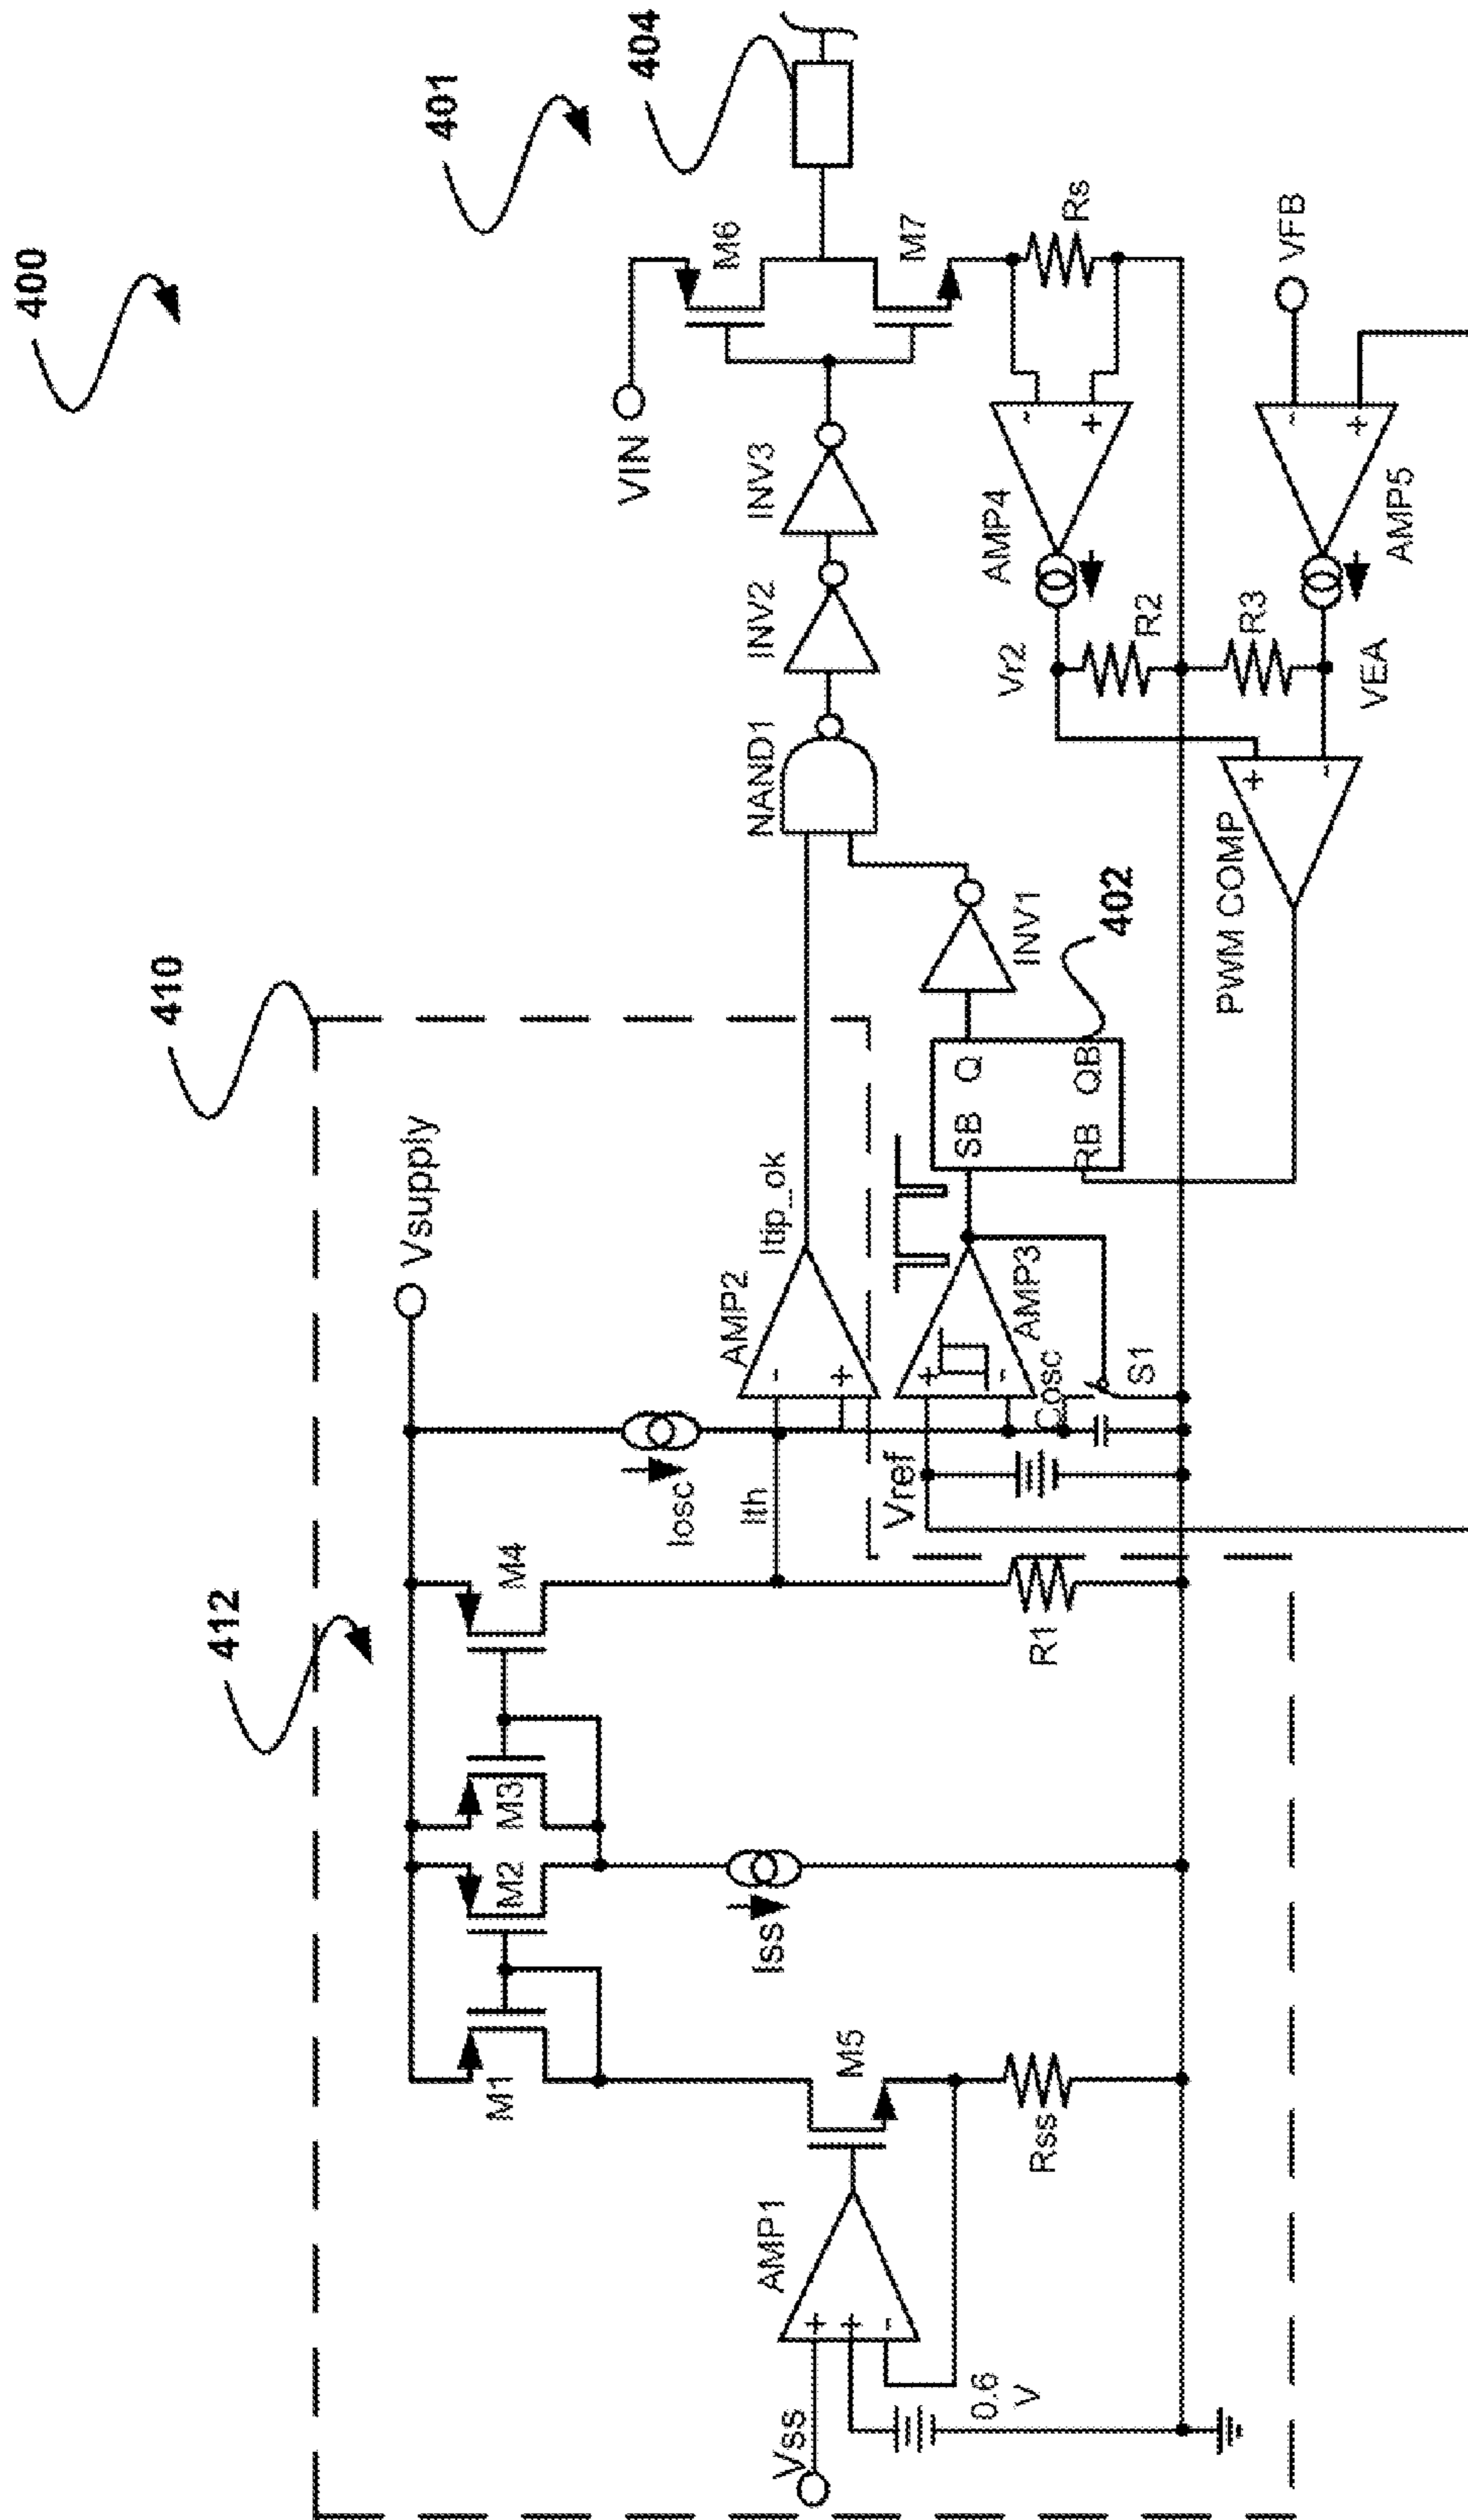 400
401
404
410
412
402
Vsupply
VIN
M1
M2
M3
M4
M5
M6
M7
Iss
Iosc
Ith
Itip_ok
AMP1
+
+
-
Vss
0.6
V
Rss
R1
AMP2
-
+
Vref
+
-
AMP3
Cosc
S1
SB
Q
RB
QB
INV1
NAND1
INV2
INV3
Rs
AMP4
-
+
Vr2
R2
R3
VEA
AMP5
-
+
VFB
PWM COMP
+
-